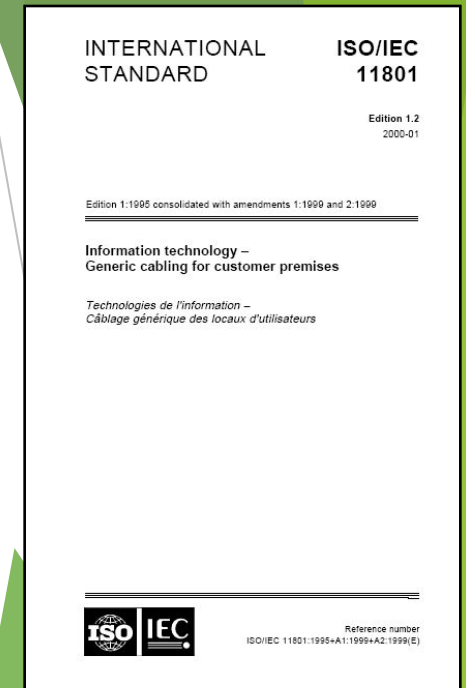 INTERNATIONAL STANDARD
ISO/IEC 11801
Edition 1.2
2000-01
Edition 1:1995 consolidated with amendments 1:1999 and 2:1999
Information technology –
Generic cabling for customer premises
Technologies de l'information –
Câblage générique des locaux d'utilisateurs
ISO IEC
Reference number
ISO/IEC 11801:1995+A1:1999+A2:1999(E)